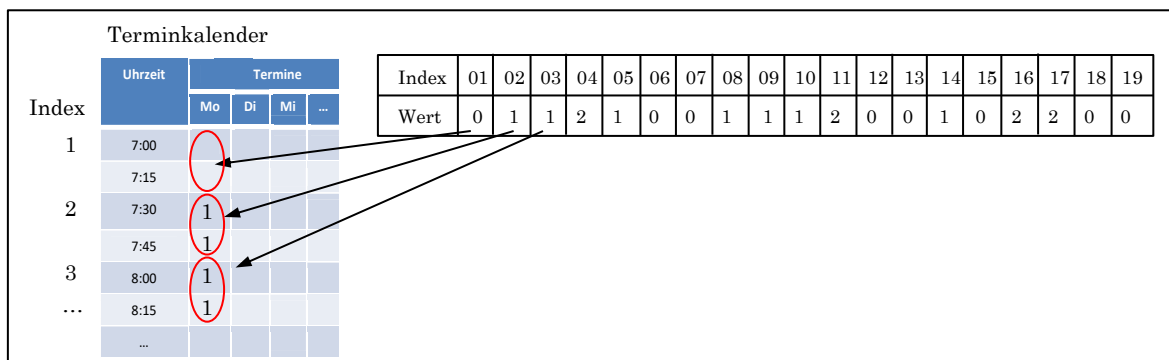 Terminkalender
Uhrzeit Termine
Mo Di Mi ...
Index
1 7:00
7:15
2 7:30 1
7:45 1
3 8:00 1
... 8:15 1
...
Index 01 02 03 04 05 06 07 08 09 10 11 12 13 14 15 16 17 18 19
Wert 0 1 1 2 1 0 0 1 1 1 2 0 0 1 0 2 2 0 0